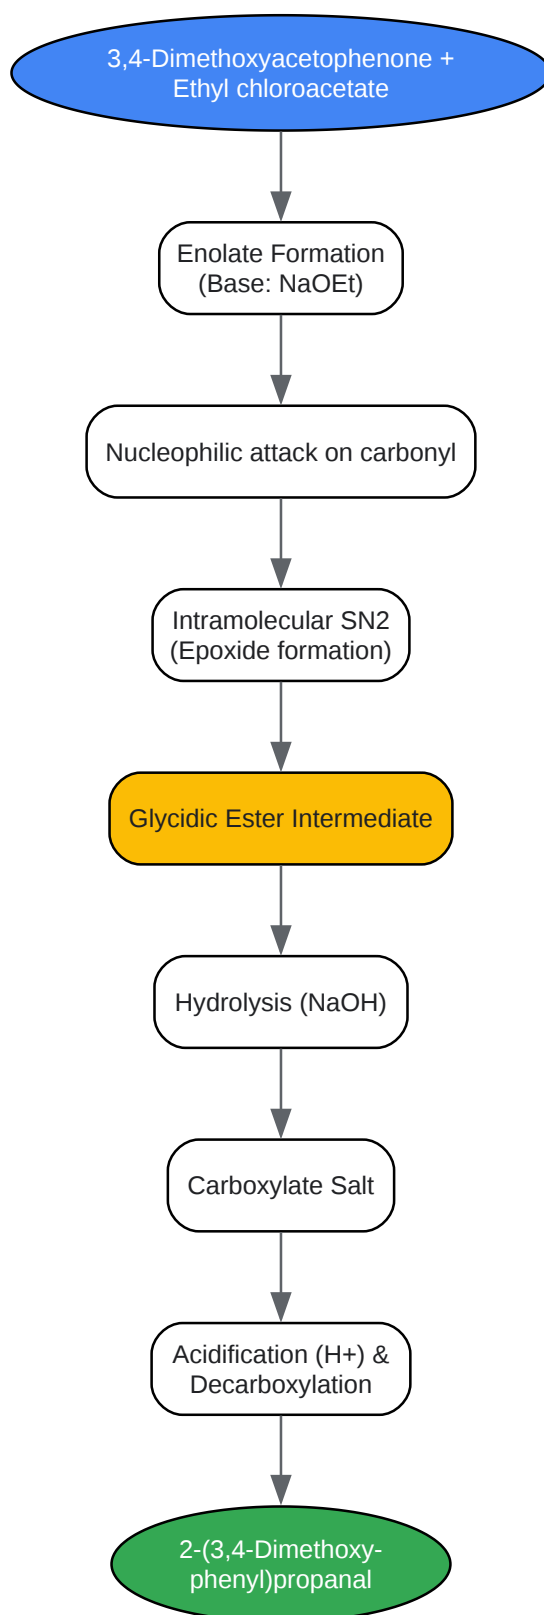 3,4-Dimethoxyacetophenone +
Ethyl chloroacetate
Enolate Formation
(Base: NaOEt)
Nucleophilic attack on carbonyl
Intramolecular SN2
(Epoxide formation)
Glycidic Ester Intermediate
Hydrolysis (NaOH)
Carboxylate Salt
Acidification (H+) &
Decarboxylation
2-(3,4-Dimethoxy-
phenyl)propanal